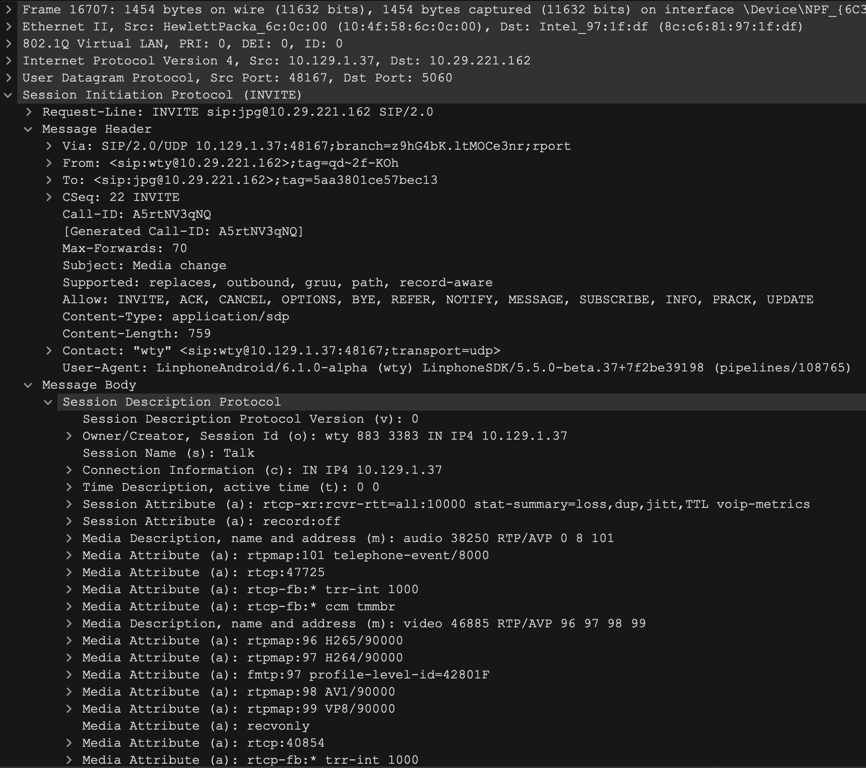 Frame 16707: 1454 bytes on wire (11632 bits), 1454 bytes captured (11632 bits) on interface \Device\NPF_{6C3
Ethernet II, Src: HewlettPacka_6c:0c:00 (10:4f:58:6c:0c:00), Dst: Intel_97:1f:df (8c:c6:81:97:1f:df)
802.1Q Virtual LAN, PRI: 0, DEI: 0, ID: 0
Internet Protocol Version 4, Src: 10.129.1.37, Dst: 10.29.221.162
User Datagram Protocol, Src Port: 48167, Dst Port: 5060
Session Initiation Protocol (INVITE)
Request-Line: INVITE sip:jpg@10.29.221.162 SIP/2.0
Message Header
Via: SIP/2.0/UDP 10.129.1.37:48167;branch=z9hG4bK.ltMOCe3nr;rport
From: <sip:wty@10.29.221.162>;tag=qd~2f-KOh
To: <sip:jpg@10.29.221.162>;tag=5aa3801ce57bec13
CSeq: 22 INVITE
Call-ID: A5rtNV3qNQ
[Generated Call-ID: A5rtNV3qNQ]
Max-Forwards: 70
Subject: Media change
Supported: replaces, outbound, gruu, path, record-aware
Allow: INVITE, ACK, CANCEL, OPTIONS, BYE, REFER, NOTIFY, MESSAGE, SUBSCRIBE, INFO, PRACK, UPDATE
Content-Type: application/sdp
Content-Length: 759
Contact: "wty" <sip:wty@10.129.1.37:48167;transport=udp>
User-Agent: LinphoneAndroid/6.1.0-alpha (wty) LinphoneSDK/5.5.0-beta.37+7f2be39198 (pipelines/108765)
Message Body
Session Description Protocol
Session Description Protocol Version (v): 0
Owner/Creator, Session Id (o): wty 883 3383 IN IP4 10.129.1.37
Session Name (s): Talk
Connection Information (c): IN IP4 10.129.1.37
Time Description, active time (t): 0 0
Session Attribute (a): rtcp-xr:rcvr-rtt=all:10000 stat-summary=loss,dup,jitt,TTL voip-metrics
Session Attribute (a): record:off
Media Description, name and address (m): audio 38250 RTP/AVP 0 8 101
Media Attribute (a): rtpmap:101 telephone-event/8000
Media Attribute (a): rtcp:47725
Media Attribute (a): rtcp-fb:* trr-int 1000
Media Attribute (a): rtcp-fb:* ccm tmmbr
Media Description, name and address (m): video 46885 RTP/AVP 96 97 98 99
Media Attribute (a): rtpmap:96 H265/90000
Media Attribute (a): rtpmap:97 H264/90000
Media Attribute (a): fmtp:97 profile-level-id=42801F
Media Attribute (a): rtpmap:98 AV1/90000
Media Attribute (a): rtpmap:99 VP8/90000
Media Attribute (a): recvonly
Media Attribute (a): rtcp:40854
Media Attribute (a): rtcp-fb:* trr-int 1000